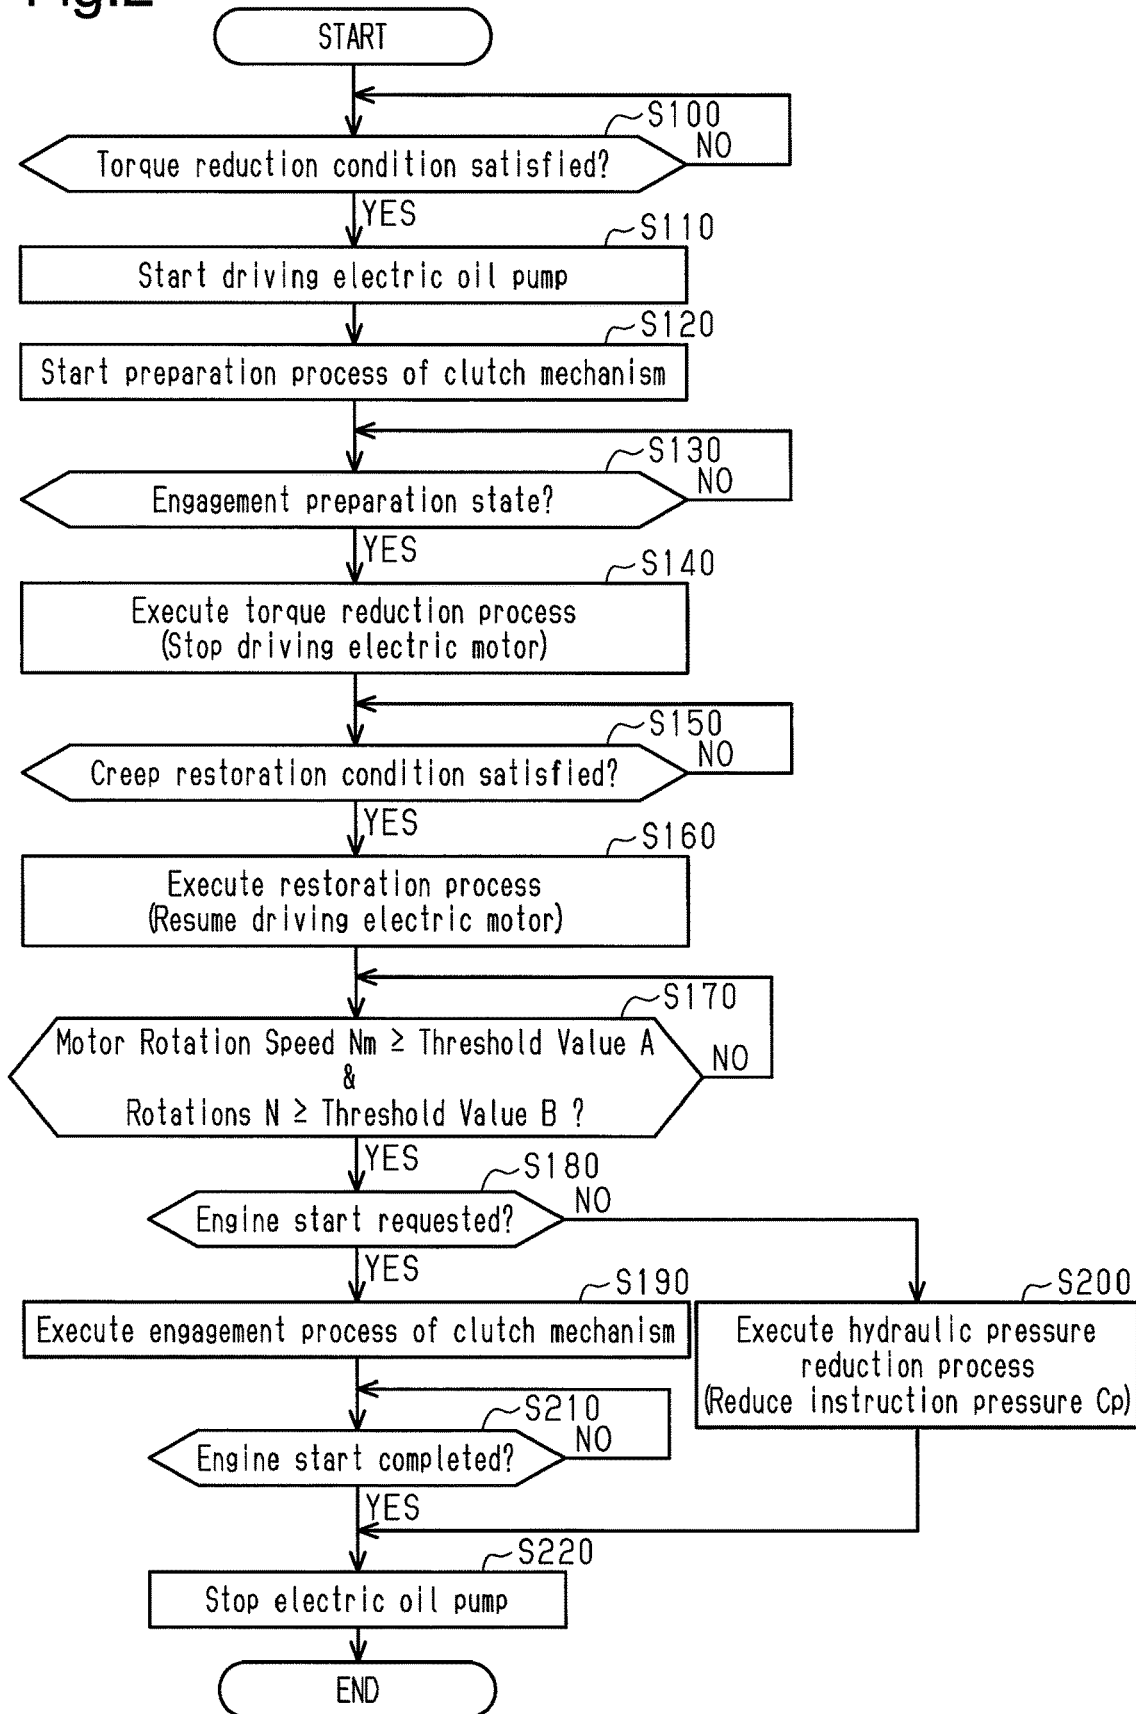 Fig.2
START
S100
NO
Torque reduction condition satisfied?
YES
S110
Start driving electric oil pump
S120
Start preparation process of clutch mechanism
S130
NO
Engagement preparation state?
YES
S140
Execute torque reduction process
(Stop driving electric motor)
S150
NO
Creep restoration condition satisfied?
YES
S160
Execute restoration process
(Resume driving electric motor)
S170
Motor Rotation Speed Nm ≥ Threshold Value A
NO
&
Rotations N ≥ Threshold Value B ?
YES
S180
NO
Engine start requested?
YES
S190
S200
Execute engagement process of clutch mechanism
Execute hydraulic pressure
reduction process
(Reduce instruction pressure Cp)
S210
NO
Engine start completed?
YES
S220
Stop electric oil pump
END